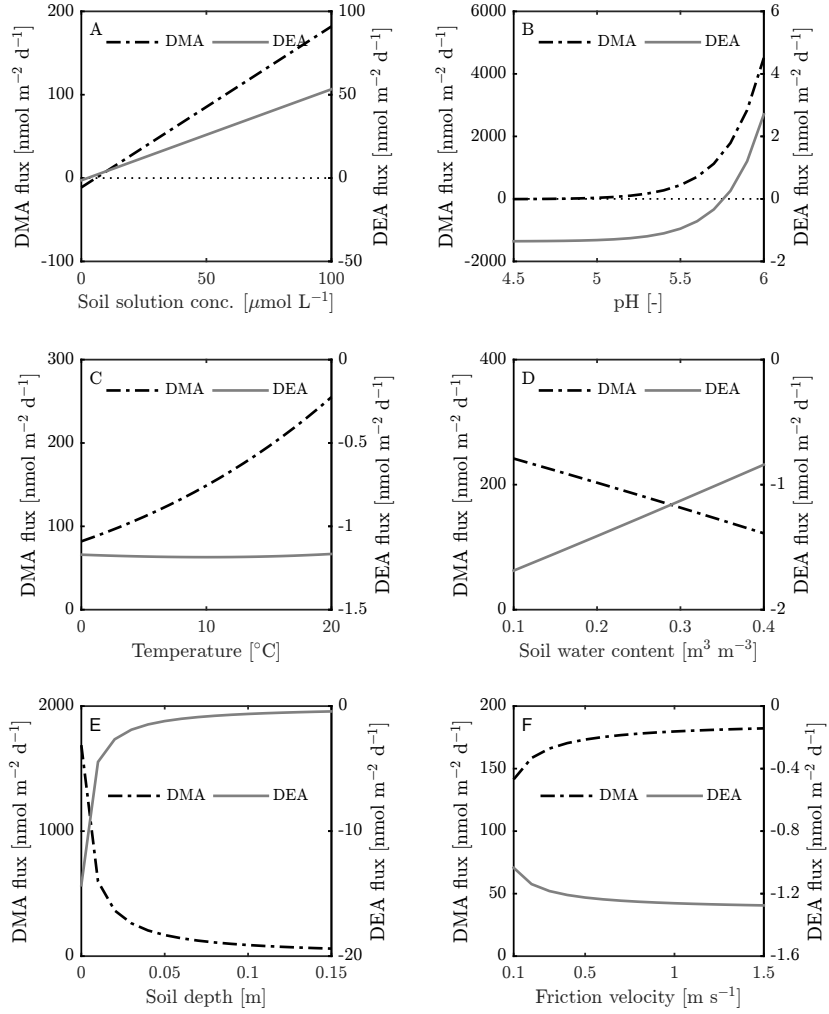 A
DMA
DEA
200
100
0
-100
100
50
0
-50
0
50
100
DMA flux [nmol m⁻² d⁻¹]
DEA flux [nmol m⁻² d⁻¹]
Soil solution conc. [μmol L⁻¹]
B
DMA
DEA
6000
4000
2000
0
-2000
6
4
2
0
-2
4.5
5
5.5
6
DMA flux [nmol m⁻² d⁻¹]
DEA flux [nmol m⁻² d⁻¹]
pH [-]
C
DMA
DEA
300
200
100
0
0
-0.5
-1
-1.5
0
10
20
DMA flux [nmol m⁻² d⁻¹]
DEA flux [nmol m⁻² d⁻¹]
Temperature [°C]
D
DMA
DEA
400
200
0
0
-1
-2
0.1
0.2
0.3
0.4
DMA flux [nmol m⁻² d⁻¹]
DEA flux [nmol m⁻² d⁻¹]
Soil water content [m³ m⁻³]
E
DMA
DEA
2000
1000
0
0
-10
-20
0
0.05
0.1
0.15
DMA flux [nmol m⁻² d⁻¹]
DEA flux [nmol m⁻² d⁻¹]
Soil depth [m]
F
DMA
DEA
200
150
100
50
0
0
-0.4
-0.8
-1.2
-1.6
0.1
0.5
1
1.5
DMA flux [nmol m⁻² d⁻¹]
DEA flux [nmol m⁻² d⁻¹]
Friction velocity [m s⁻¹]